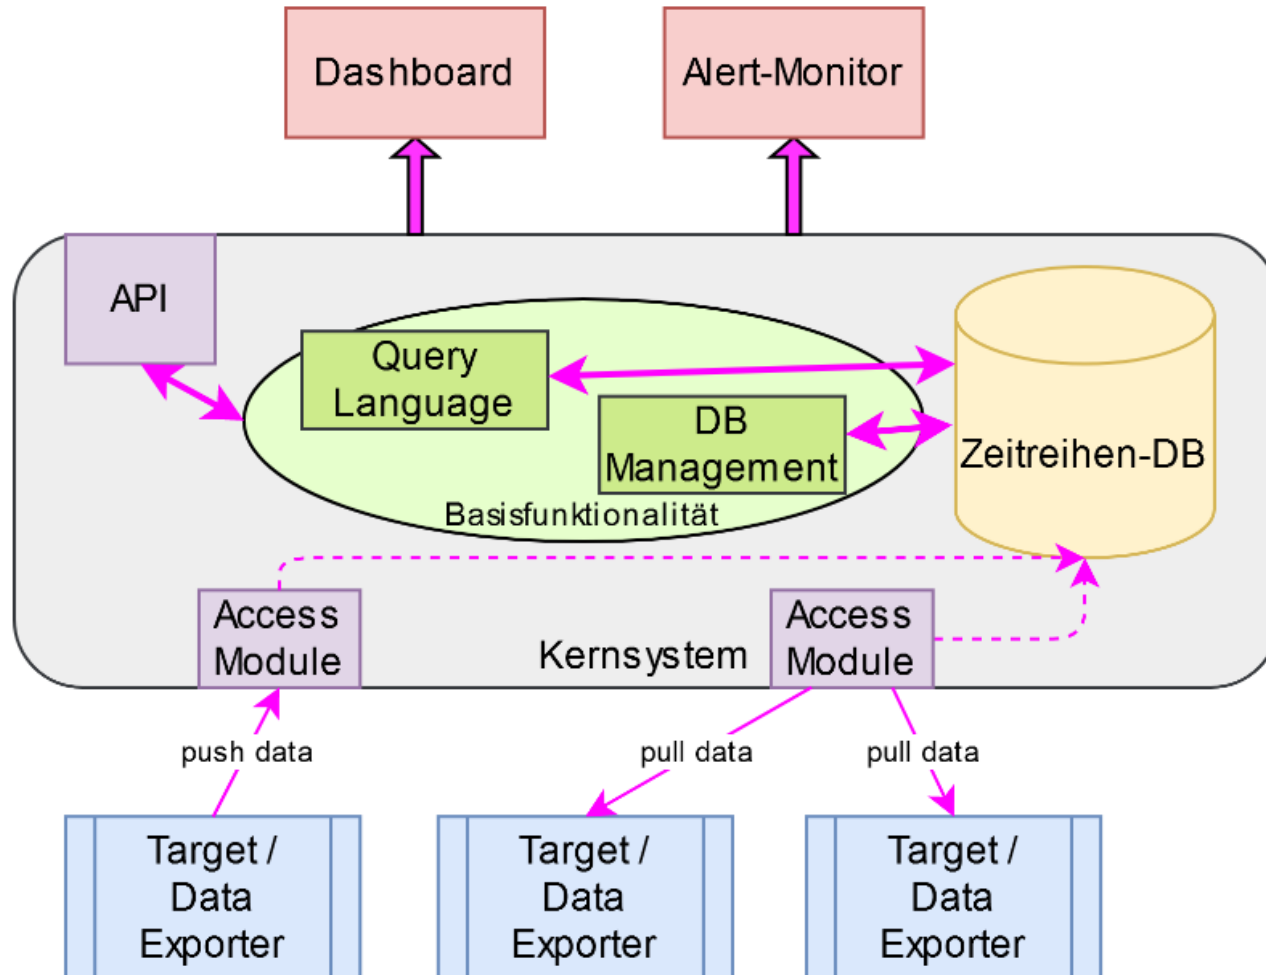 Dashboard
Alert-Monitor
API
Query
Language
DB
Management
Zeitreihen-DB
Basisfunktionalität
Access
Module
Kernsystem
Access
Module
push data
pull data
pull data
Target /
Data
Exporter
Target /
Data
Exporter
Target /
Data
Exporter